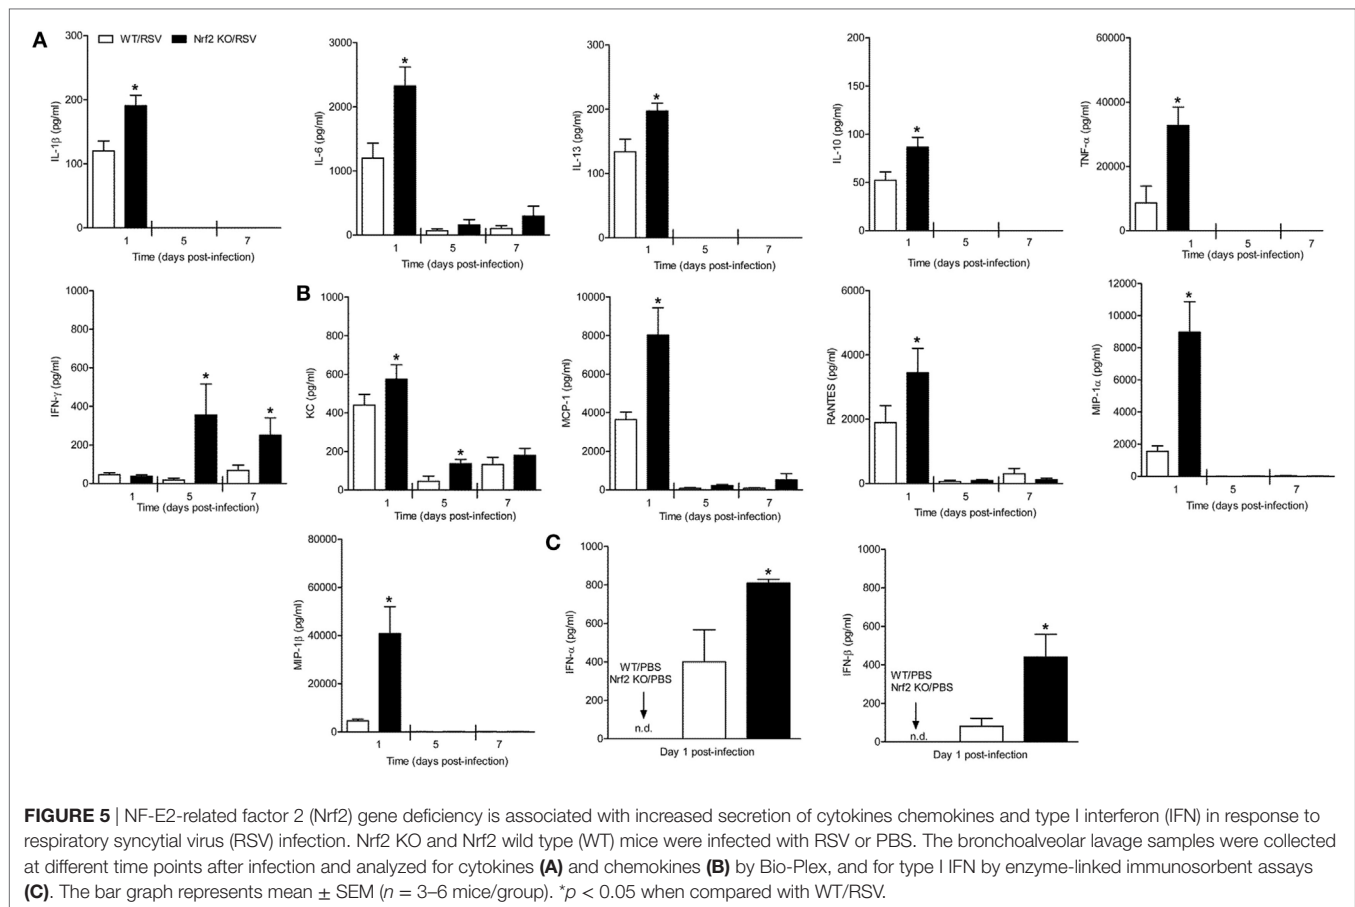 A
WT/RSV Nrf2 KO/RSV
IL-1β (pg/ml)
300
200
100
0
*
1 5 7
Time (days post-infection)
IL-6 (pg/ml)
3000
2000
1000
0
*
1 5 7
Time (days post-infection)
IL-13 (pg/ml)
300
200
100
0
*
1 5 7
Time (days post-infection)
IL-10 (pg/ml)
200
150
100
50
0
*
1 5 7
Time (days post-infection)
TNF-α (pg/ml)
60000
40000
20000
0
*
1 5 7
Time (days post-infection)
IFN-γ (pg/ml)
1000
800
600
400
200
0
* *
1 5 7
Time (days post-infection)
B
KC (pg/ml)
1000
800
600
400
200
0
* *
1 5 7
Time (days post-infection)
MCP-1 (pg/ml)
10000
8000
6000
4000
2000
0
*
1 5 7
Time (days post-infection)
RANTES (pg/ml)
6000
4000
2000
0
*
1 5 7
Time (days post-infection)
MIP-1α (pg/ml)
12000
10000
8000
6000
4000
2000
0
*
1 5 7
Time (days post-infection)
MIP-1β (pg/ml)
80000
60000
40000
20000
0
*
1 5 7
Time (days post-infection)
C
IFN-α (pg/ml)
1000
800
600
400
200
0
WT/PBS
Nrf2 KO/PBS
n.d.
*
Day 1 post-infection
IFN-β (pg/ml)
1000
800
600
400
200
0
WT/PBS
Nrf2 KO/PBS
n.d.
*
Day 1 post-infection
FIGURE 5 | NF-E2-related factor 2 (Nrf2) gene deficiency is associated with increased secretion of cytokines chemokines and type I interferon (IFN) in response to
respiratory syncytial virus (RSV) infection. Nrf2 KO and Nrf2 wild type (WT) mice were infected with RSV or PBS. The bronchoalveolar lavage samples were collected
at different time points after infection and analyzed for cytokines (A) and chemokines (B) by Bio-Plex, and for type I IFN by enzyme-linked immunosorbent assays
(C). The bar graph represents mean ± SEM (n = 3–6 mice/group). *p < 0.05 when compared with WT/RSV.